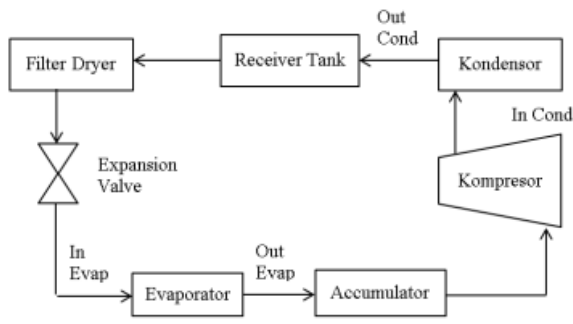 Out
Cond
Filter Dryer
Receiver Tank
Kondensor
In Cond
Expansion
Valve
Kompresor
In
Evap
Out
Evap
Evaporator
Accumulator